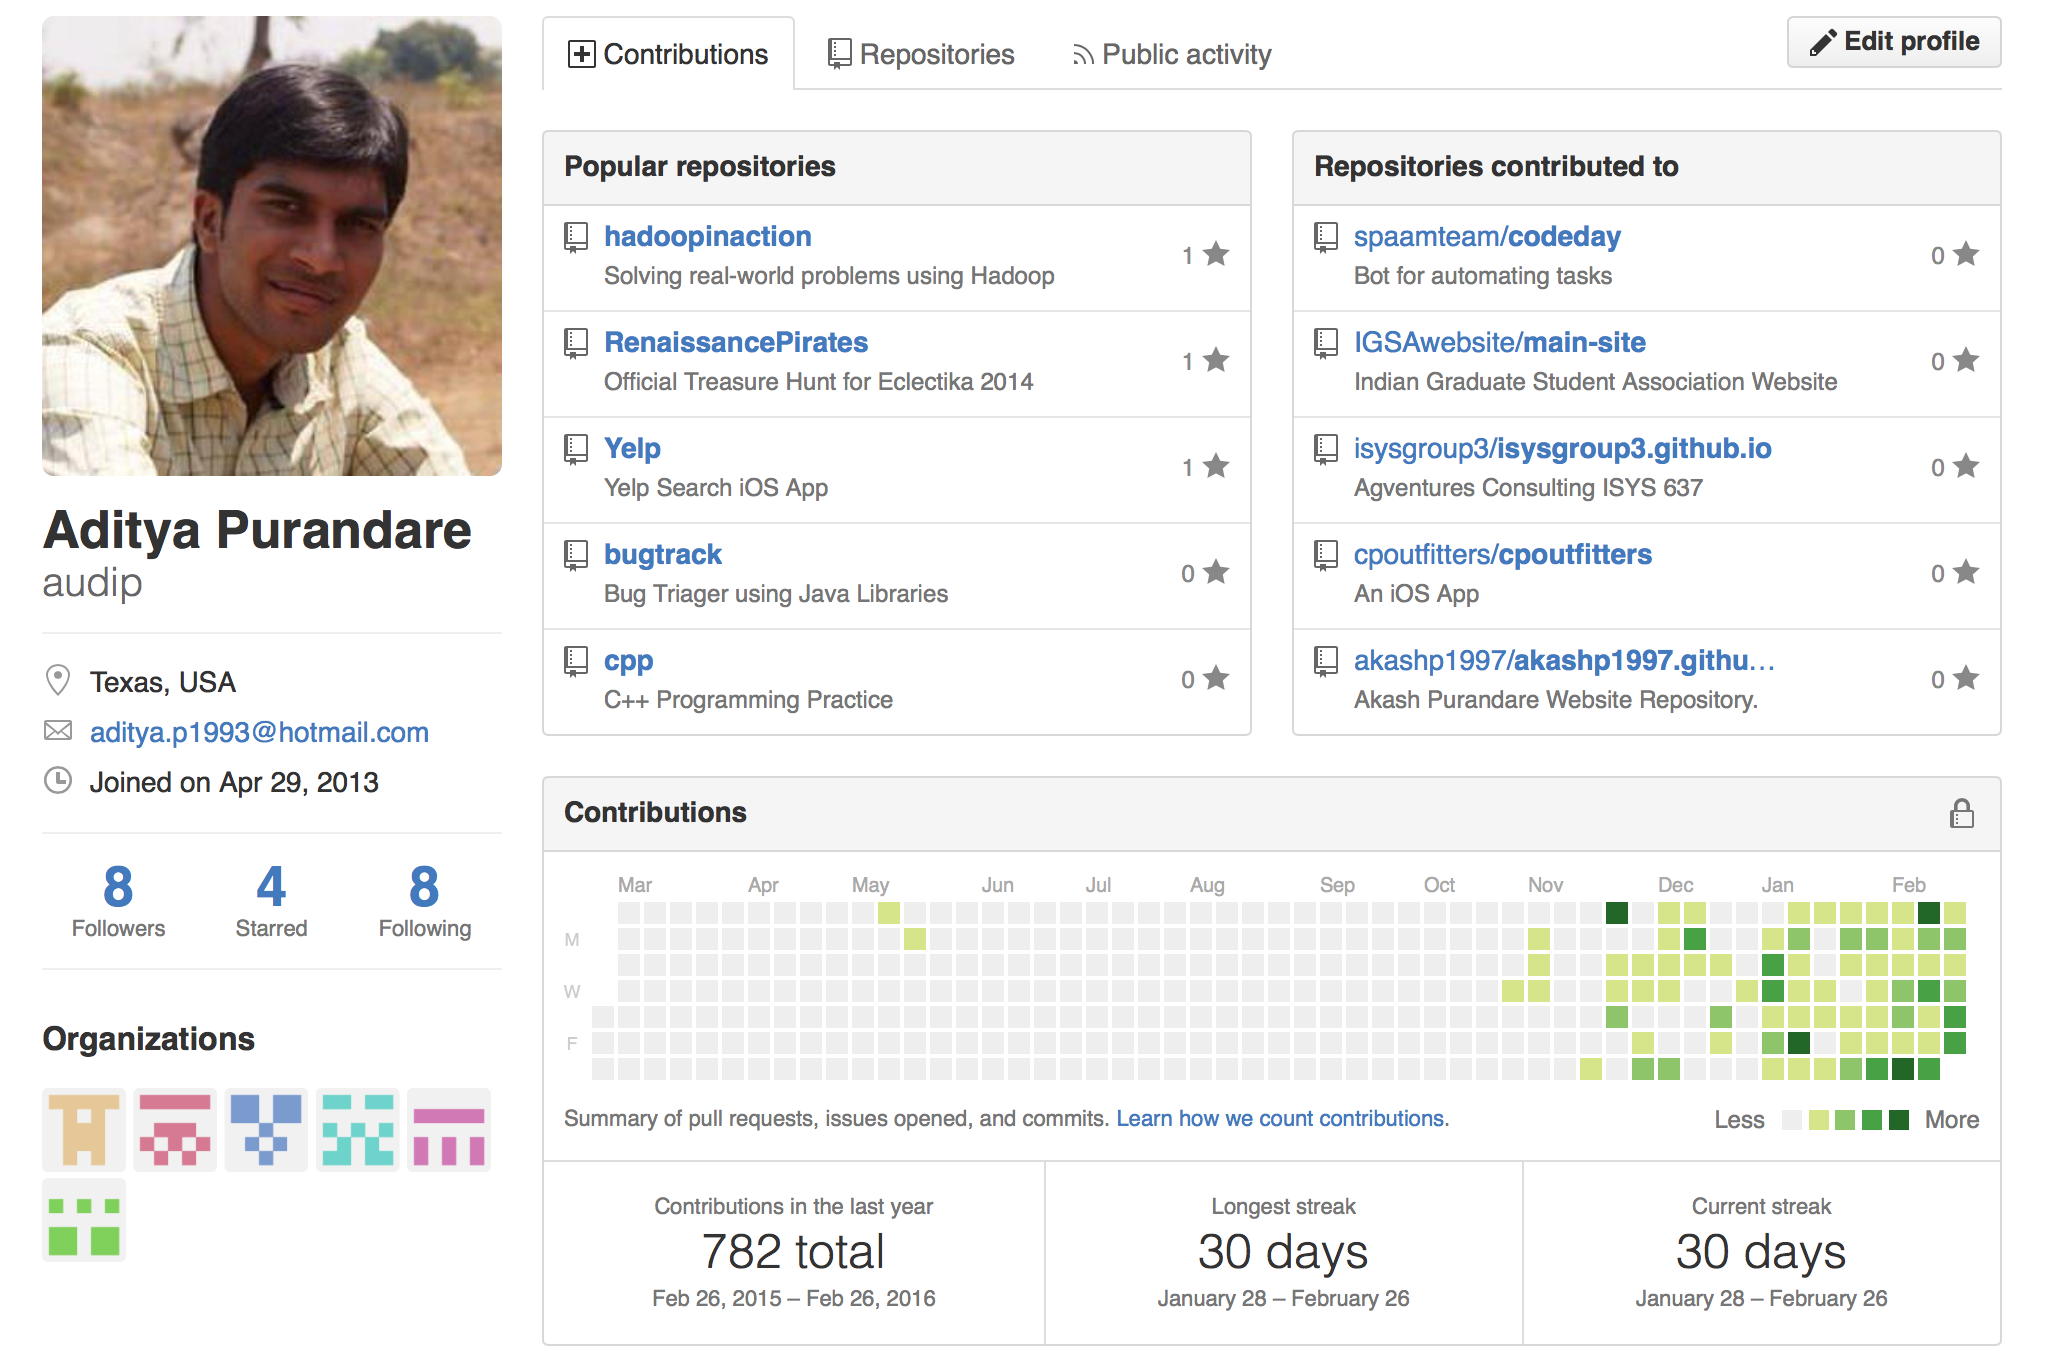 Contributions
Repositories
Public activity
Edit profile
Aditya Purandare
audip
Texas, USA
aditya.p1993@hotmail.com
Joined on Apr 29, 2013
8 4 8
Followers Starred Following
Organizations
Popular repositories
hadoopinaction
Solving real-world problems using Hadoop
1
RenaissancePirates
Official Treasure Hunt for Eclectika 2014
1
Yelp
Yelp Search iOS App
1
bugtrack
Bug Triager using Java Libraries
0
cpp
C++ Programming Practice
0
Repositories contributed to
spaamteam/codeday
Bot for automating tasks
0
IGSAwebsite/main-site
Indian Graduate Student Association Website
0
isysgroup3/isysgroup3.github.io
Agventures Consulting ISYS 637
0
cpoutfitters/cpoutfitters
An iOS App
0
akashp1997/akashp1997.githu…
Akash Purandare Website Repository.
0
Contributions
Mar Apr May Jun Jul Aug Sep Oct Nov Dec Jan Feb
M
W
F
Summary of pull requests, issues opened, and commits. Learn how we count contributions.
Less More
Contributions in the last year
782 total
Feb 26, 2015 – Feb 26, 2016
Longest streak
30 days
January 28 – February 26
Current streak
30 days
January 28 – February 26